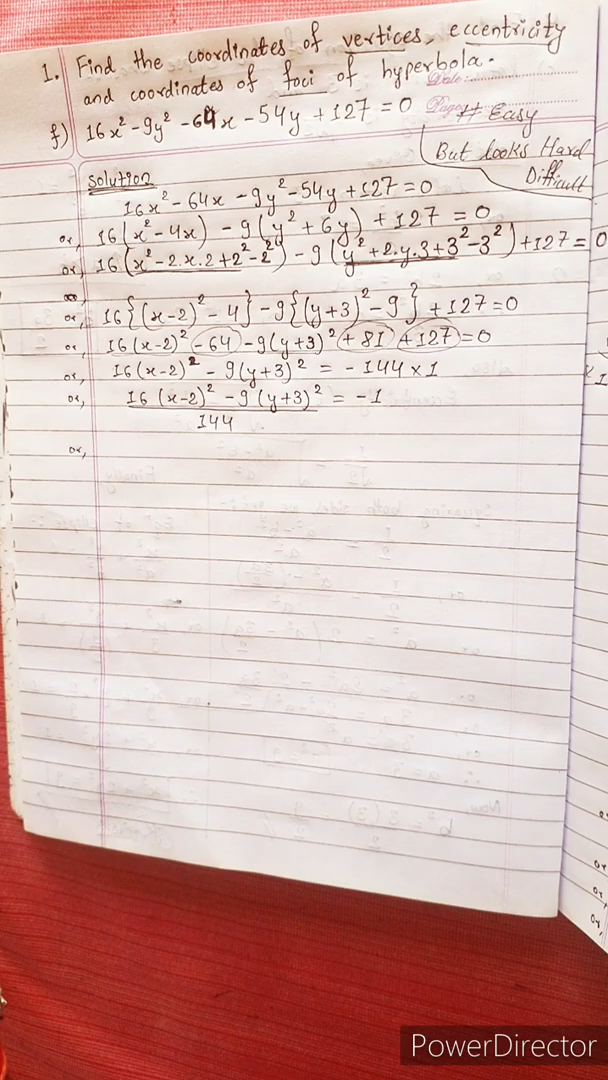 1. Find the coordinates of vertices, eccentricity
and coordinates of foci of hyperbola.
Date:
f) 16x² - 9y² - 64x - 54y + 127 = 0
Page:
# Easy
But looks Hard
Difficult
Solution
16x² - 64x - 9y² - 54y + 127 = 0
or, 16(x² - 4x) - 9(y² + 6y) + 127 = 0
or, 16(x² - 2.x.2 + 2² - 2²) - 9(y² + 2.y.3 + 3² - 3²) + 127 = 0
or, 16{(x-2)² - 4} - 9{(y+3)² - 9} + 127 = 0
or, 16(x-2)² - 64 - 9(y+3)² + 81 + 127 = 0
or, 16(x-2)² - 9(y+3)² = - 144 × 1
or, 16(x-2)² - 9(y+3)² = -1
144
or,
PowerDirector